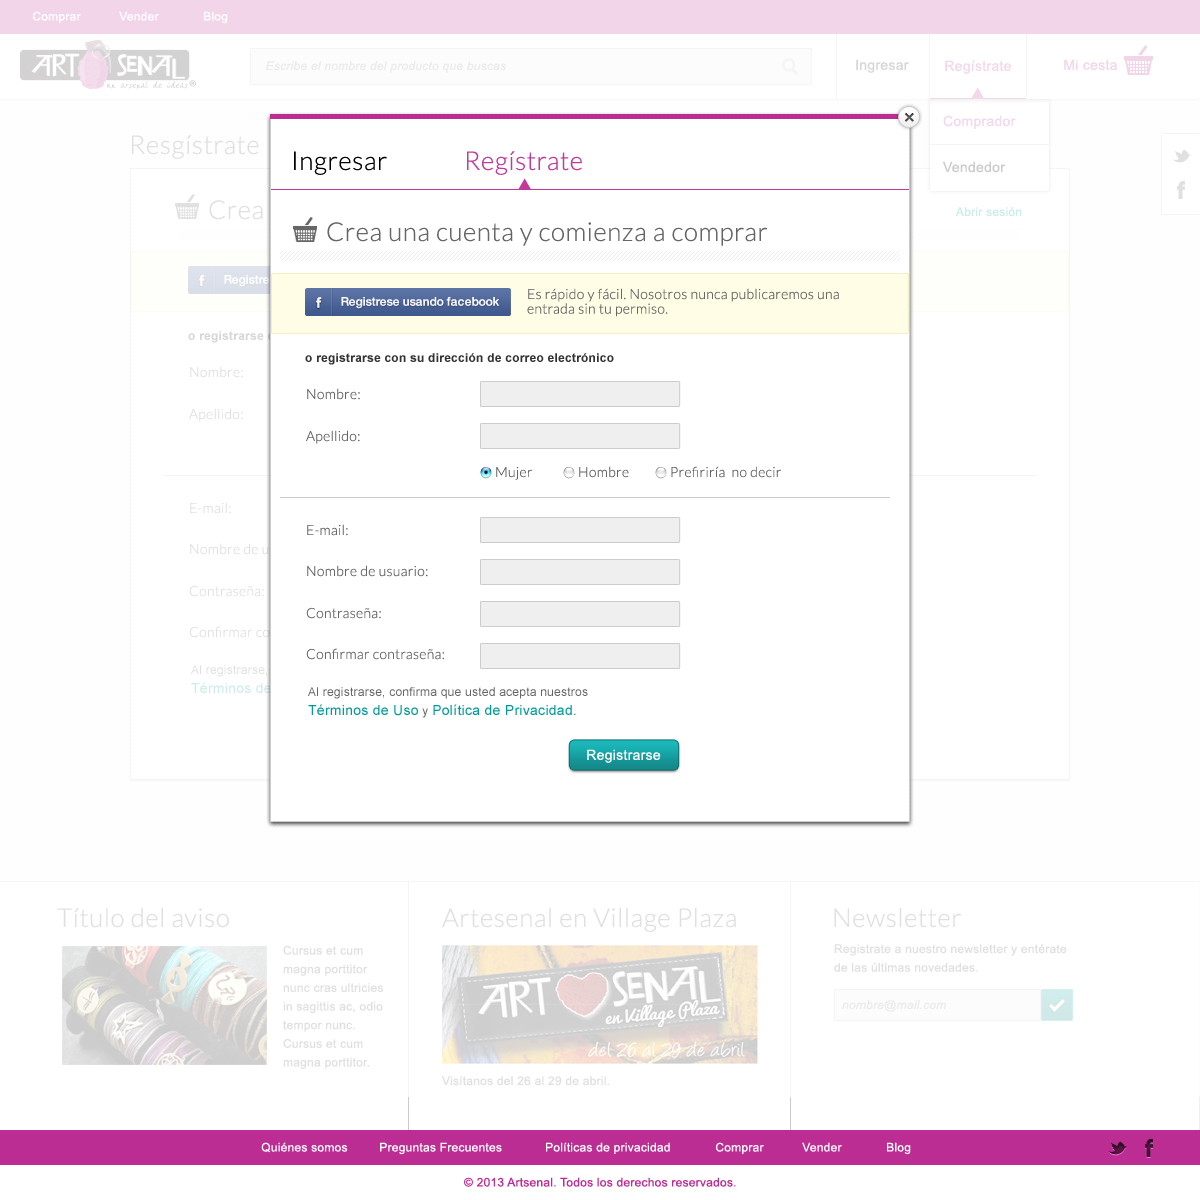 Comprar
Vender
Blog
ART SENAL
un arsenal de ideas®
Escribe el nombre del producto que buscas
Ingresar
Regístrate
Mi cesta
Comprador
Vendedor
Resgístrate
Crea
Abrir sesión
f Registre
o registrarse
Nombre:
Apellido:
E-mail:
Nombre de u
Contraseña:
Confirmar co
Al registrarse,
Términos de
Ingresar
Regístrate
Crea una cuenta y comienza a comprar
f Registrese usando facebook
Es rápido y fácil. Nosotros nunca publicaremos una
entrada sin tu permiso.
o registrarse con su dirección de correo electrónico
Nombre:
Apellido:
Mujer
Hombre
Prefiriría no decir
E-mail:
Nombre de usuario:
Contraseña:
Confirmar contraseña:
Al registrarse, confirma que usted acepta nuestros
Términos de Uso y Política de Privacidad.
Registrarse
Título del aviso
Cursus et cum
magna porttitor
nunc cras ultricies
in sagittis ac, odio
tempor nunc.
Cursus et cum
magna porttitor.
Artesenal en Village Plaza
ART SENAL
en Village Plaza
del 26 al 29 de abril
Visítanos del 26 al 29 de abril.
Newsletter
Regístrate a nuestro newsletter y entérate
de las últimas novedades.
nombre@mail.com
Quiénes somos
Preguntas Frecuentes
Políticas de privacidad
Comprar
Vender
Blog
© 2013 Artsenal. Todos los derechos reservados.